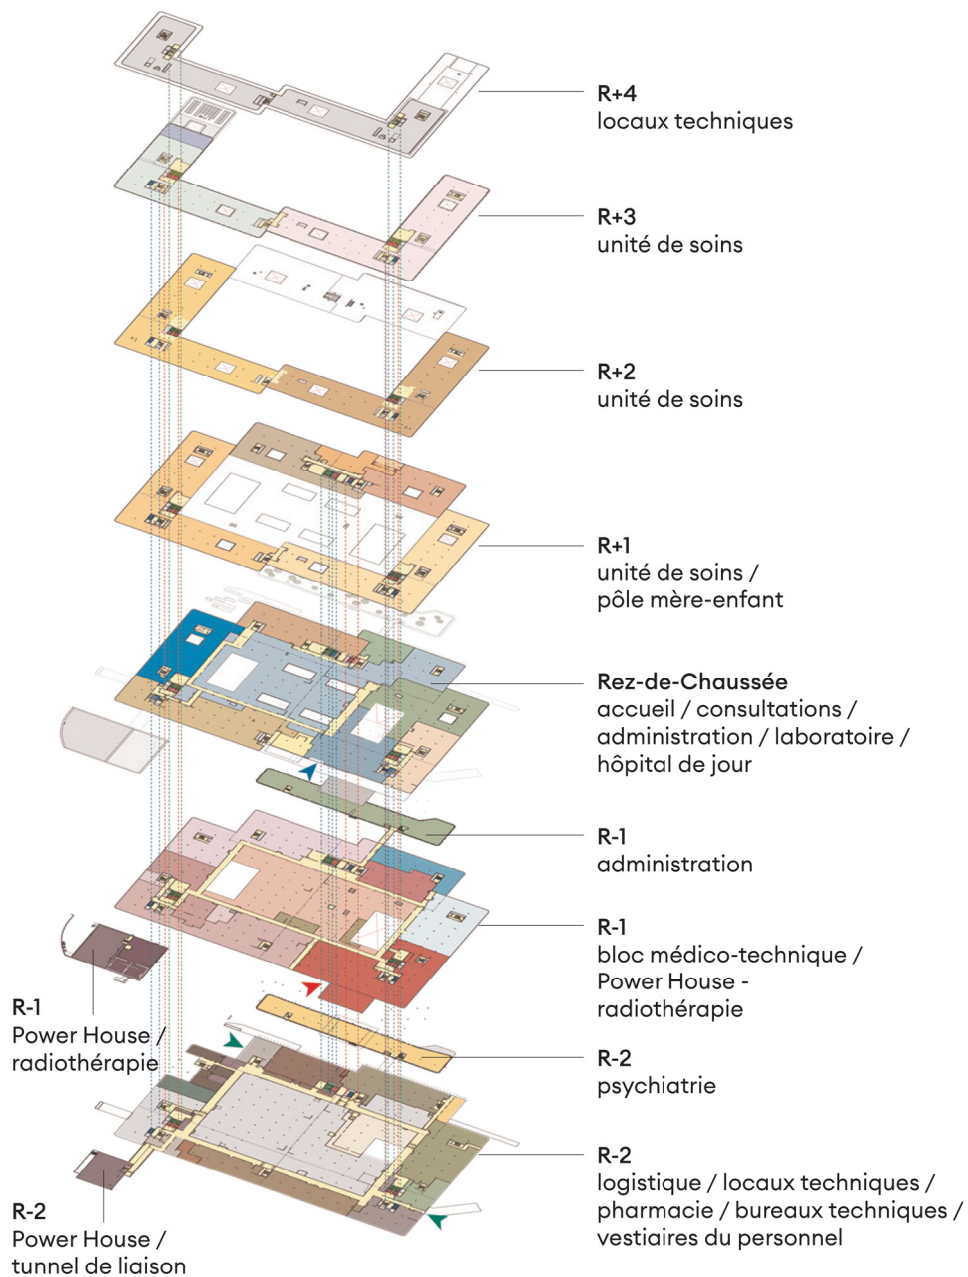 R+4
locaux techniques
R+3
unité de soins
R+2
unité de soins
R+1
unité de soins /
pôle mère-enfant
Rez-de-Chaussée
accueil / consultations /
administration / laboratoire /
hôpital de jour
R-1
administration
R-1
bloc médico-technique /
Power House -
radiothérapie
R-1
Power House /
radiothérapie
R-2
psychiatrie
R-2
logistique / locaux techniques /
pharmacie / bureaux techniques /
vestiaires du personnel
R-2
Power House /
tunnel de liaison